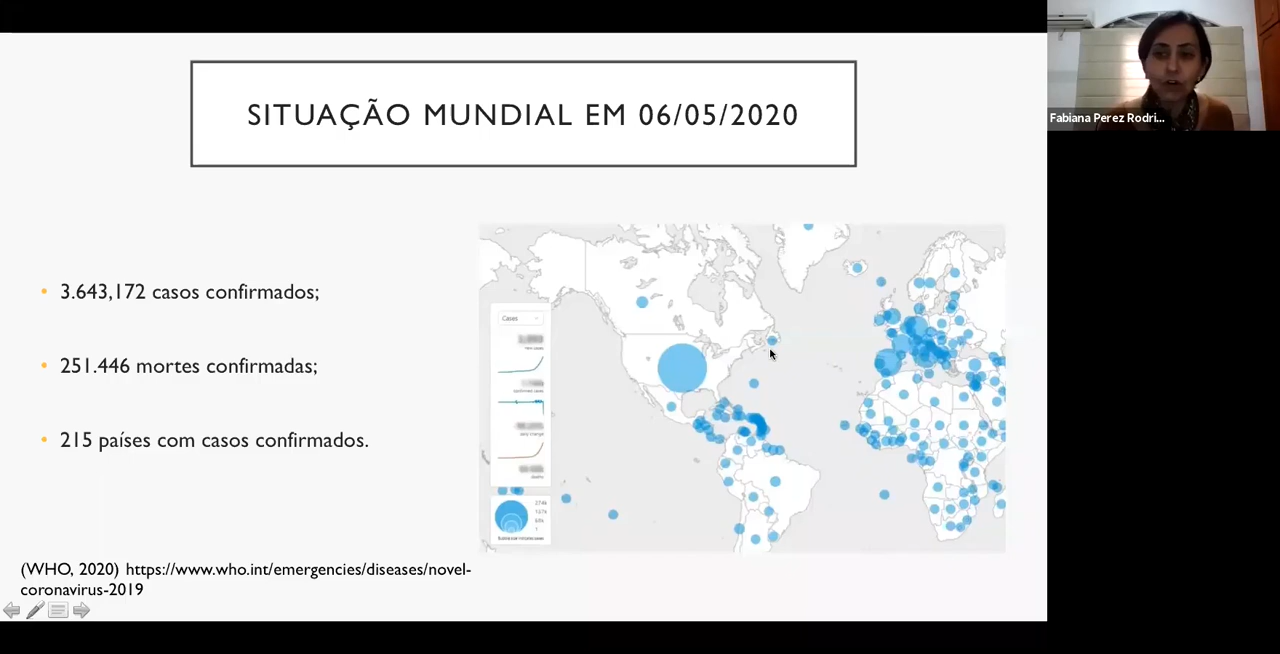 SITUAÇÃO MUNDIAL EM 06/05/2020
Fabiana Perez Rodri...
• 3.643,172 casos confirmados;
• 251.446 mortes confirmadas;
• 215 países com casos confirmados.
Cases
(WHO, 2020) https://www.who.int/emergencies/diseases/novel-
coronavirus-2019